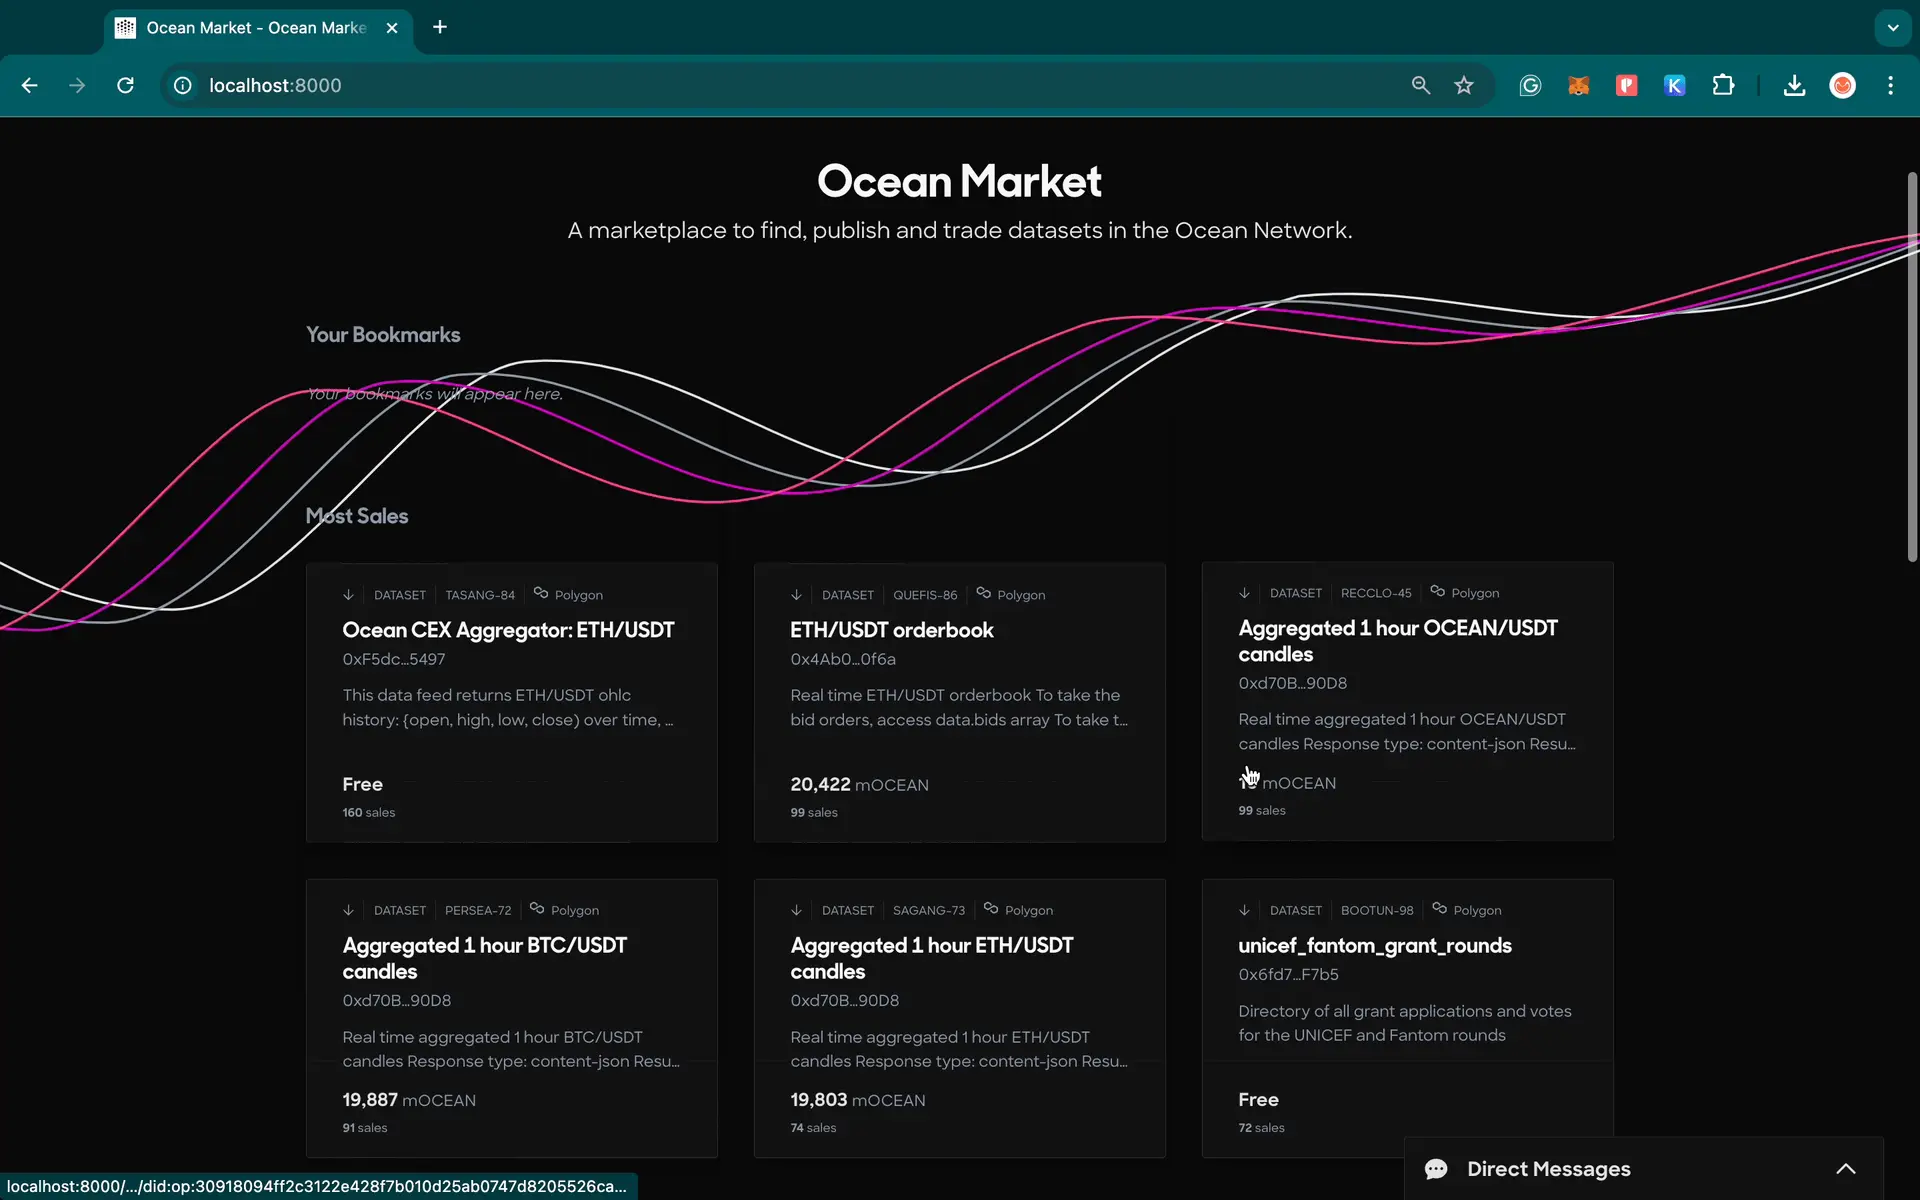 Ocean Market - Ocean Marke
localhost:8000
Ocean Market
A marketplace to find, publish and trade datasets in the Ocean Network.
Your Bookmarks
Your bookmarks will appear here.
Most Sales
DATASET TASANG-84 Polygon
Ocean CEX Aggregator: ETH/USDT
0xF5dc…5497
This data feed returns ETH/USDT ohlc
history: {open, high, low, close) over time, …
Free
160 sales
DATASET QUEFIS-86 Polygon
ETH/USDT orderbook
0x4Ab0…0f6a
Real time ETH/USDT orderbook To take the
bid orders, access data.bids array To take t…
20,422 mOCEAN
99 sales
DATASET RECCLO-45 Polygon
Aggregated 1 hour OCEAN/USDT
candles
0xd70B…90D8
Real time aggregated 1 hour OCEAN/USDT
candles Response type: content-json Resu…
mOCEAN
99 sales
DATASET PERSEA-72 Polygon
Aggregated 1 hour BTC/USDT
candles
0xd70B…90D8
Real time aggregated 1 hour BTC/USDT
candles Response type: content-json Resu…
19,887 mOCEAN
91 sales
DATASET SAGANG-73 Polygon
Aggregated 1 hour ETH/USDT
candles
0xd70B…90D8
Real time aggregated 1 hour ETH/USDT
candles Response type: content-json Resu…
19,803 mOCEAN
74 sales
DATASET BOOTUN-98 Polygon
unicef_fantom_grant_rounds
0x6fd7…F7b5
Directory of all grant applications and votes
for the UNICEF and Fantom rounds
Free
72 sales
Direct Messages
localhost:8000/…/did:op:30918094ff2c3122e428f7b010d25ab0747d8205526ca…